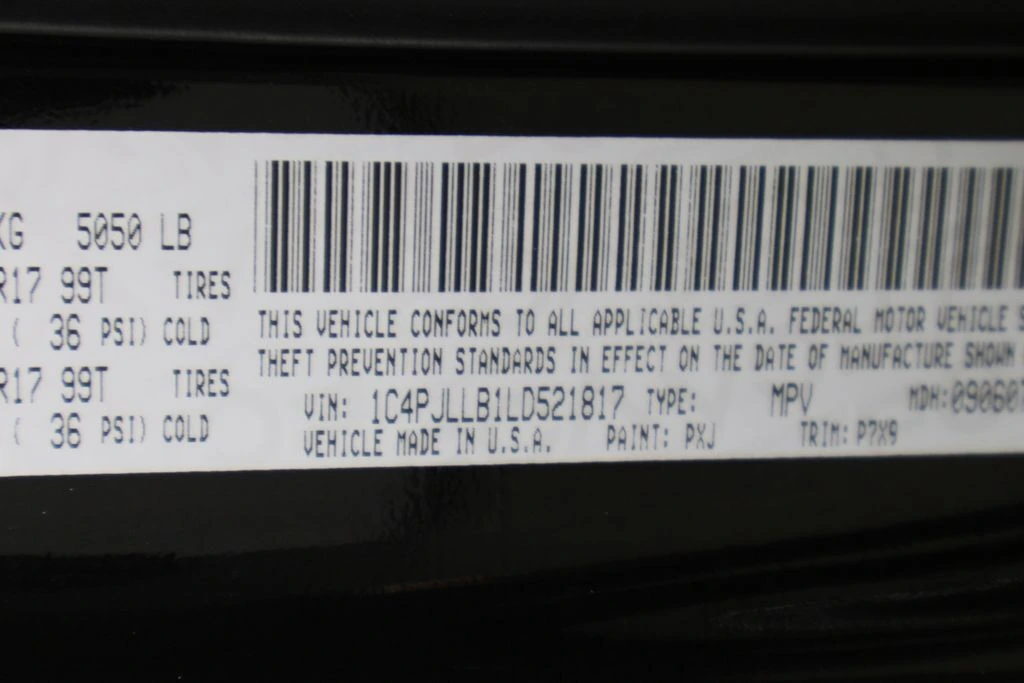 KG 5050 LB
R17 99T TIRES
( 36 PSI) COLD
R17 99T TIRES
( 36 PSI) COLD
THIS VEHICLE CONFORMS TO ALL APPLICABLE U.S.A. FEDERAL MOTOR VEHICLE S
THEFT PREVENTION STANDARDS IN EFFECT ON THE DATE OF MANUFACTURE SHOWN
VIN: 1C4PJLLB1LD521817 TYPE: MPV MDH: 09060
VEHICLE MADE IN U.S.A. PAINT: PXJ TRIM: P7X9